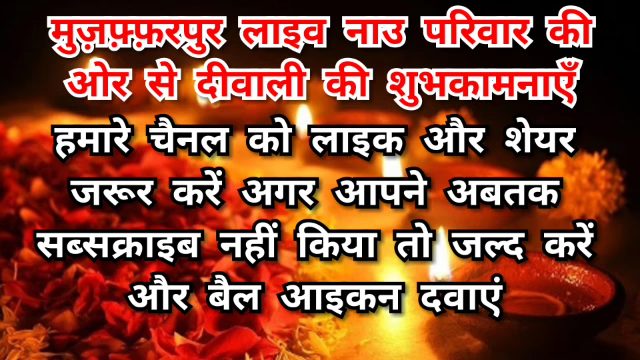 मुज़फ़्फ़रपुर लाइव नाउ परिवार की
ओर से दीवाली की शुभकामनाएँ
हमारे चैनल को लाइक और शेयर
जरूर करें अगर आपने अबतक
सब्सक्राइब नहीं किया तो जल्द करें
और बैल आइकन दवाएं